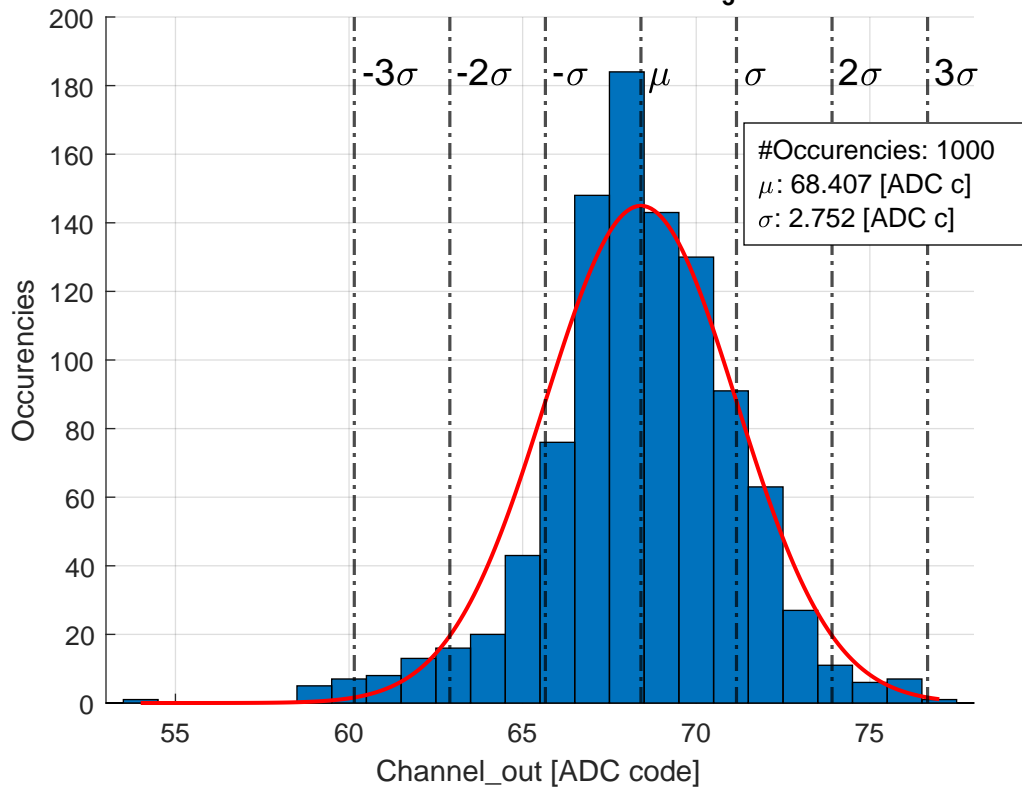 200
180
160
140
120
100
80
60
40
20
0
Occurencies
-3σ -2σ -σ μ σ 2σ 3σ
#Occurencies: 1000
μ: 68.407 [ADC c]
σ: 2.752 [ADC c]
55 60 65 70 75
Channel_out [ADC code]